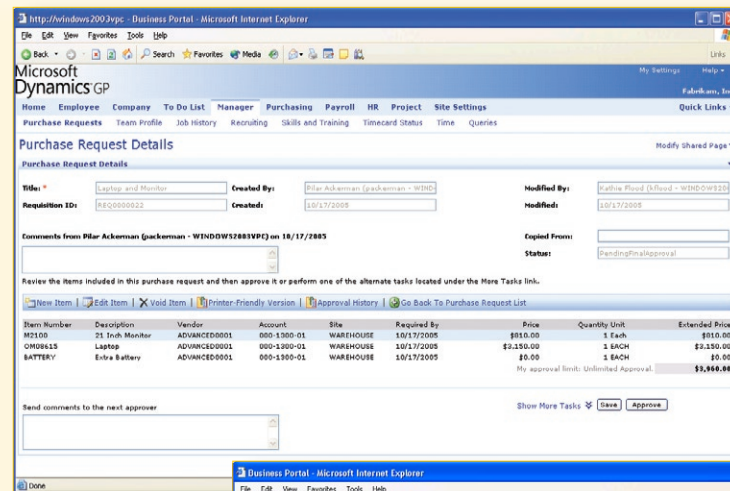 http://windows2003vpc - Business Portal - Microsoft Internet Explorer
File Edit View Favorites Tools Help
Back Search Favorites Media Links
Microsoft
Dynamics GP
My Settings Help
Fabrikam, In
Home Employee Company To Do List Manager Purchasing Payroll HR Project Site Settings Quick Links
Purchase Requests Team Profile Job History Recruiting Skills and Training Timecard Status Time Queries
Purchase Request Details Modify Shared Page
Purchase Request Details
Title: * Laptop and Monitor Created By: Pilar Ackerman (packerman - WIND Modified By: Kathie Flood (kflood - WINDOWS20
Requisition ID: REQ0000022 Created: 10/17/2005 Modified: 10/17/2005
Comments from Pilar Ackerman (packerman - WINDOWS2003VPC) on 10/17/2005 Copied From:
Status: PendingFinalApproval
Review the items included in this purchase request and then approve it or perform one of the alternate tasks located under the More Tasks link.
New Item | Edit Item | Void Item | Printer-Friendly Version | Approval History | Go Back To Purchase Request List
Item Number Description Vendor Account Site Required By Price Quantity Unit Extended Price
M2100 21 Inch Monitor ADVANCED0001 000-1300-01 WAREHOUSE 10/17/2005 $810.00 1 Each $810.00
OM08615 Laptop ADVANCED0001 000-1300-01 WAREHOUSE 10/17/2005 $3,150.00 1 EACH $3,150.00
BATTERY Extra Battery ADVANCED0001 000-1300-01 WAREHOUSE 10/17/2005 $0.00 1 EACH $0.00
My approval limit: Unlimited Approval. $3,960.00
Send comments to the next approver Show More Tasks Save Approve
Done
Business Portal - Microsoft Internet Explorer
File Edit View Favorites Tools Help